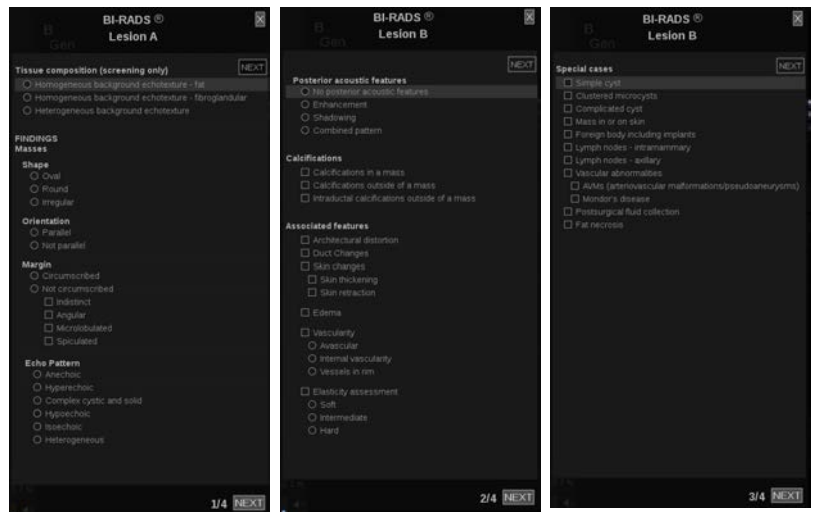 BI-RADS ®
X
Lesion A
NEXT
Tissue composition (screening only)
Homogeneous background echotexture - fat
Homogeneous background echotexture - fibroglandular
Heterogeneous background echotexture
FINDINGS
Masses
Shape
Oval
Round
Irregular
Orientation
Parallel
Not parallel
Margin
Circumscribed
Not circumscribed
Indistinct
Angular
Microlobulated
Spiculated
Echo Pattern
Anechoic
Hyperechoic
Complex cystic and solid
Hypoechoic
Isoechoic
Heterogeneous
1/4 NEXT
BI-RADS ®
X
Lesion B
NEXT
Posterior acoustic features
No posterior acoustic features
Enhancement
Shadowing
Combined pattern
Calcifications
Calcifications in a mass
Calcifications outside of a mass
Intraductal calcifications outside of a mass
Associated features
Architectural distortion
Duct Changes
Skin changes
Skin thickening
Skin retraction
Edema
Vascularity
Avascular
Internal vascularity
Vessels in rim
Elasticity assessment
Soft
Intermediate
Hard
2/4 NEXT
BI-RADS ®
X
Lesion B
NEXT
Special cases
Simple cyst
Clustered microcysts
Complicated cyst
Mass in or on skin
Foreign body including implants
Lymph nodes - intramammary
Lymph nodes - axillary
Vascular abnormalities
AVMs (arteriovascular malformations/pseudoaneurysms)
Mondor's disease
Postsurgical fluid collection
Fat necrosis
3/4 NEXT